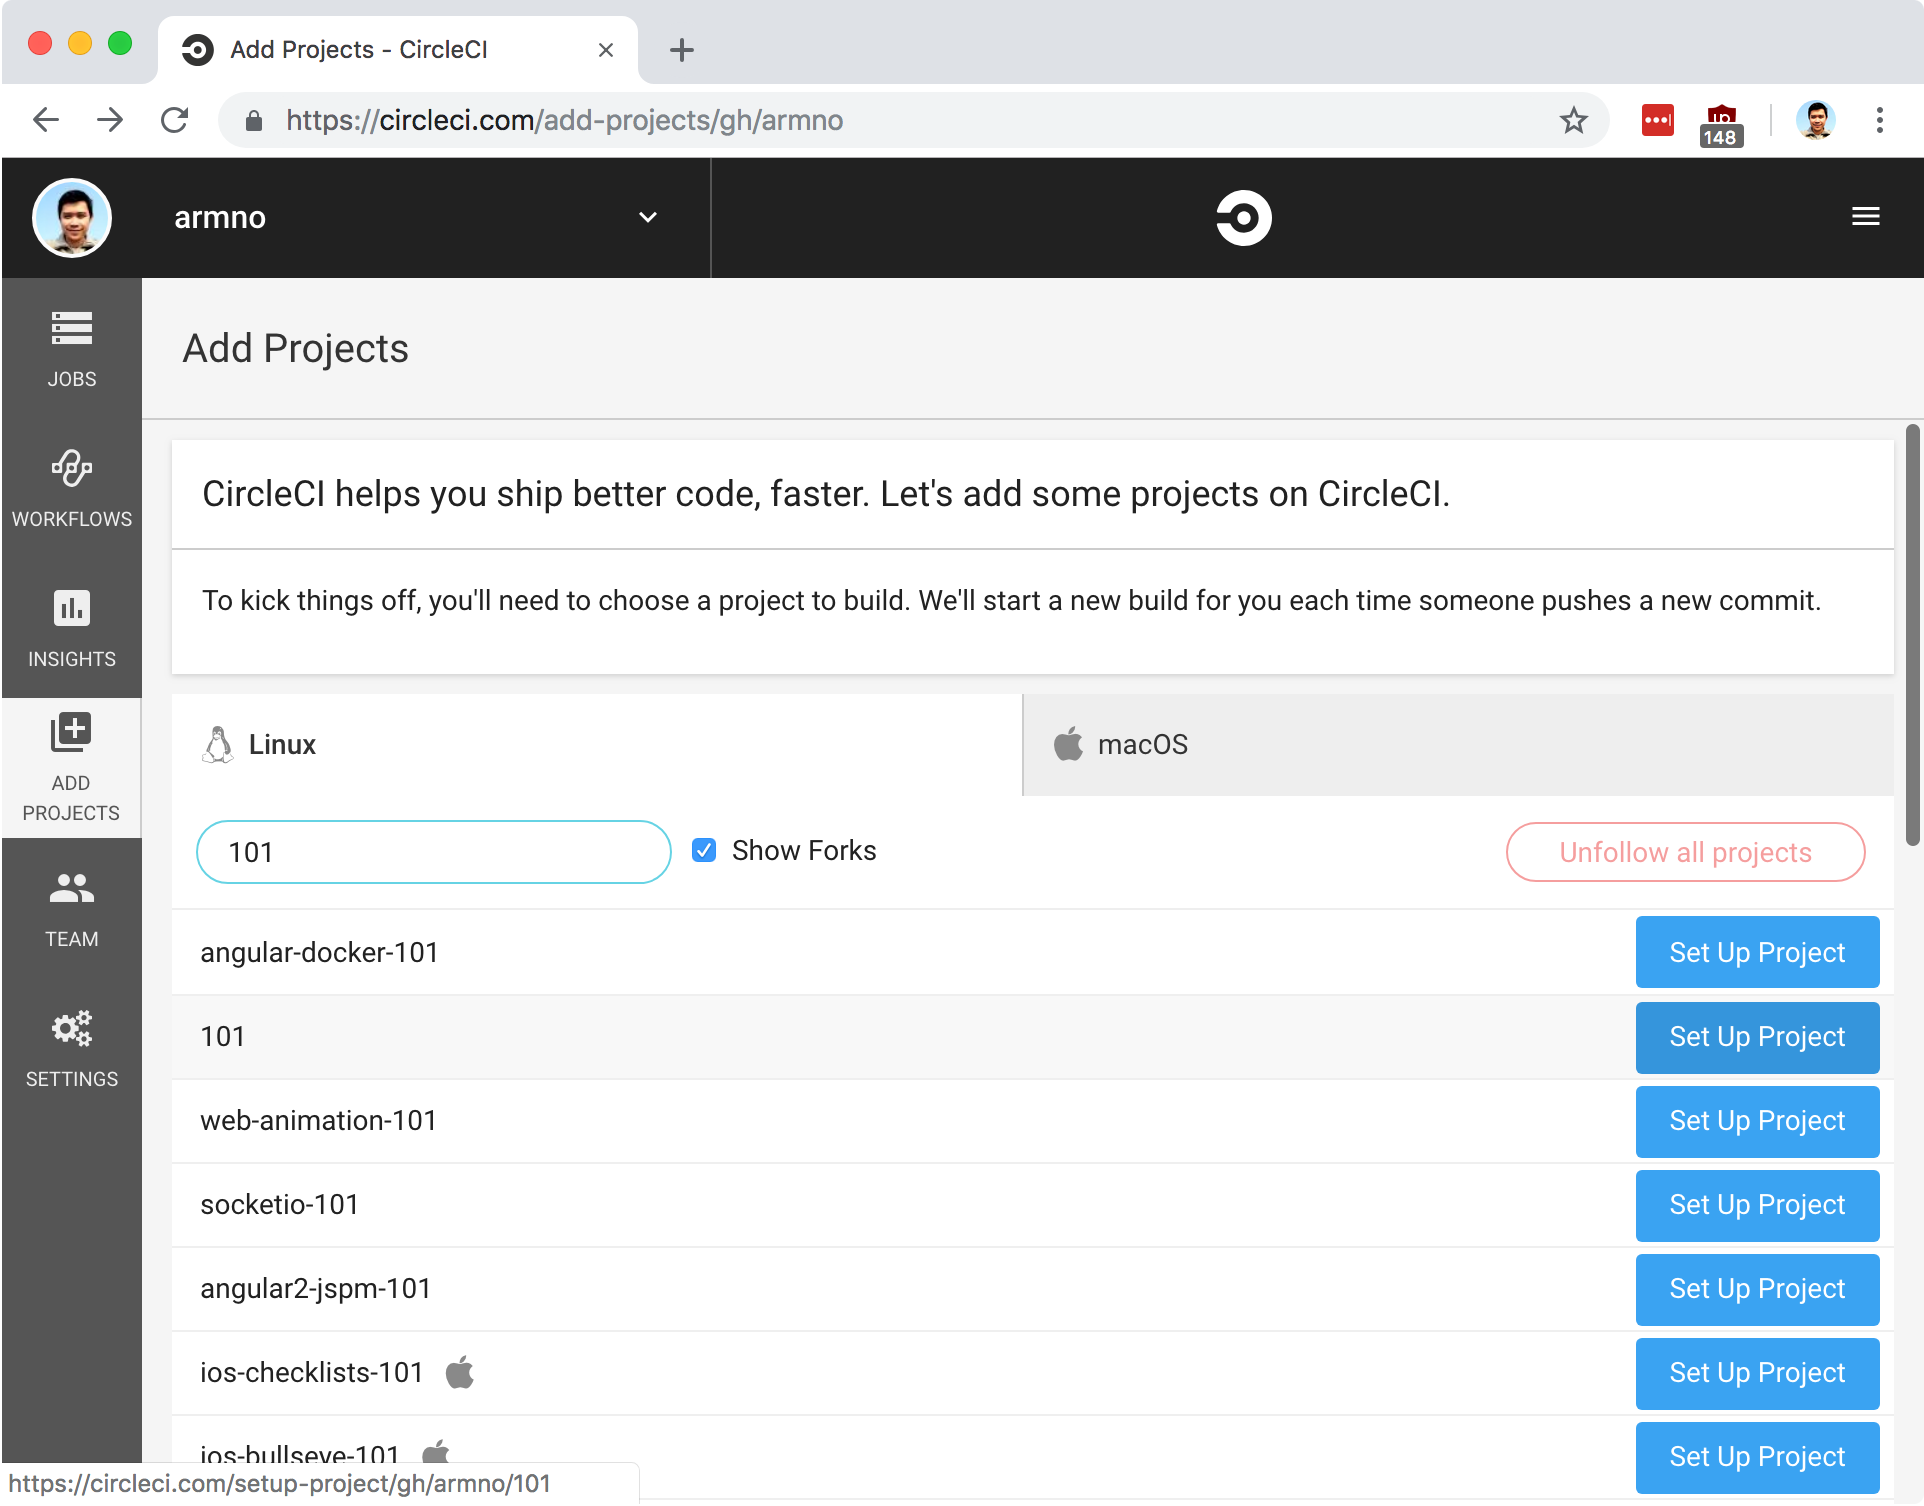 Add Projects - CircleCI
https://circleci.com/add-projects/gh/armno
148
armno
JOBS
WORKFLOWS
INSIGHTS
ADD
PROJECTS
TEAM
SETTINGS
Add Projects
CircleCI helps you ship better code, faster. Let's add some projects on CircleCI.
To kick things off, you'll need to choose a project to build. We'll start a new build for you each time someone pushes a new commit.
Linux
macOS
101
Show Forks
Unfollow all projects
angular-docker-101
Set Up Project
101
Set Up Project
web-animation-101
Set Up Project
socketio-101
Set Up Project
angular2-jspm-101
Set Up Project
ios-checklists-101
Set Up Project
ios-bullseye-101
Set Up Project
https://circleci.com/setup-project/gh/armno/101